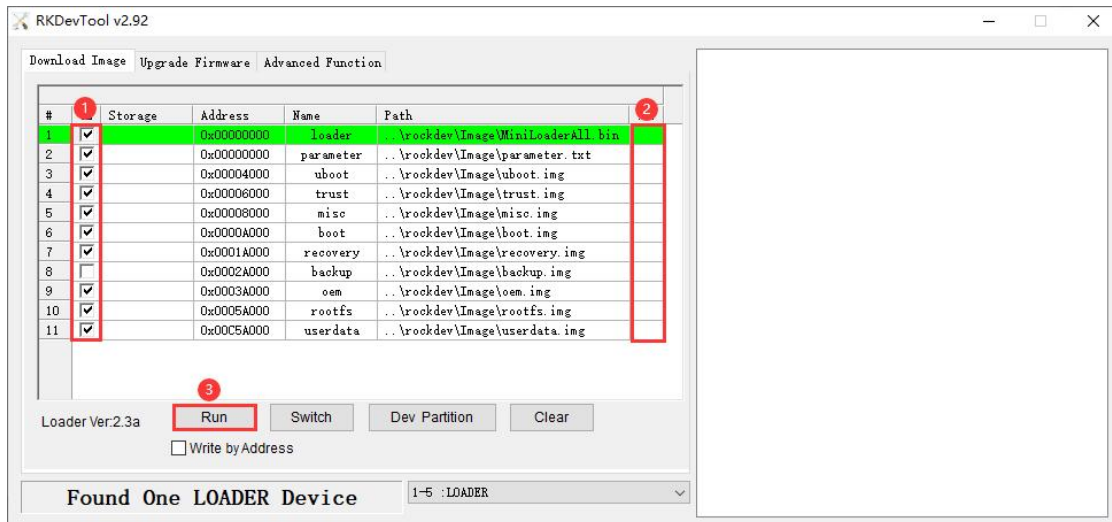 RKDevTool v2.92
Download Image Upgrade Firmware Advanced Function
# 1 Storage Address Name Path 2
1 0x00000000 loader ..\rockdev\Image\MiniLoaderAll.bin
2 0x00000000 parameter ..\rockdev\Image\parameter.txt
3 0x00004000 uboot ..\rockdev\Image\uboot.img
4 0x00006000 trust ..\rockdev\Image\trust.img
5 0x00008000 misc ..\rockdev\Image\misc.img
6 0x0000A000 boot ..\rockdev\Image\boot.img
7 0x0001A000 recovery ..\rockdev\Image\recovery.img
8 0x0002A000 backup ..\rockdev\Image\backup.img
9 0x0003A000 oem ..\rockdev\Image\oem.img
10 0x0005A000 rootfs ..\rockdev\Image\rootfs.img
11 0x00C5A000 userdata ..\rockdev\Image\userdata.img
3
Loader Ver:2.3a Run Switch Dev Partition Clear
Write by Address
Found One LOADER Device 1-5 :LOADER